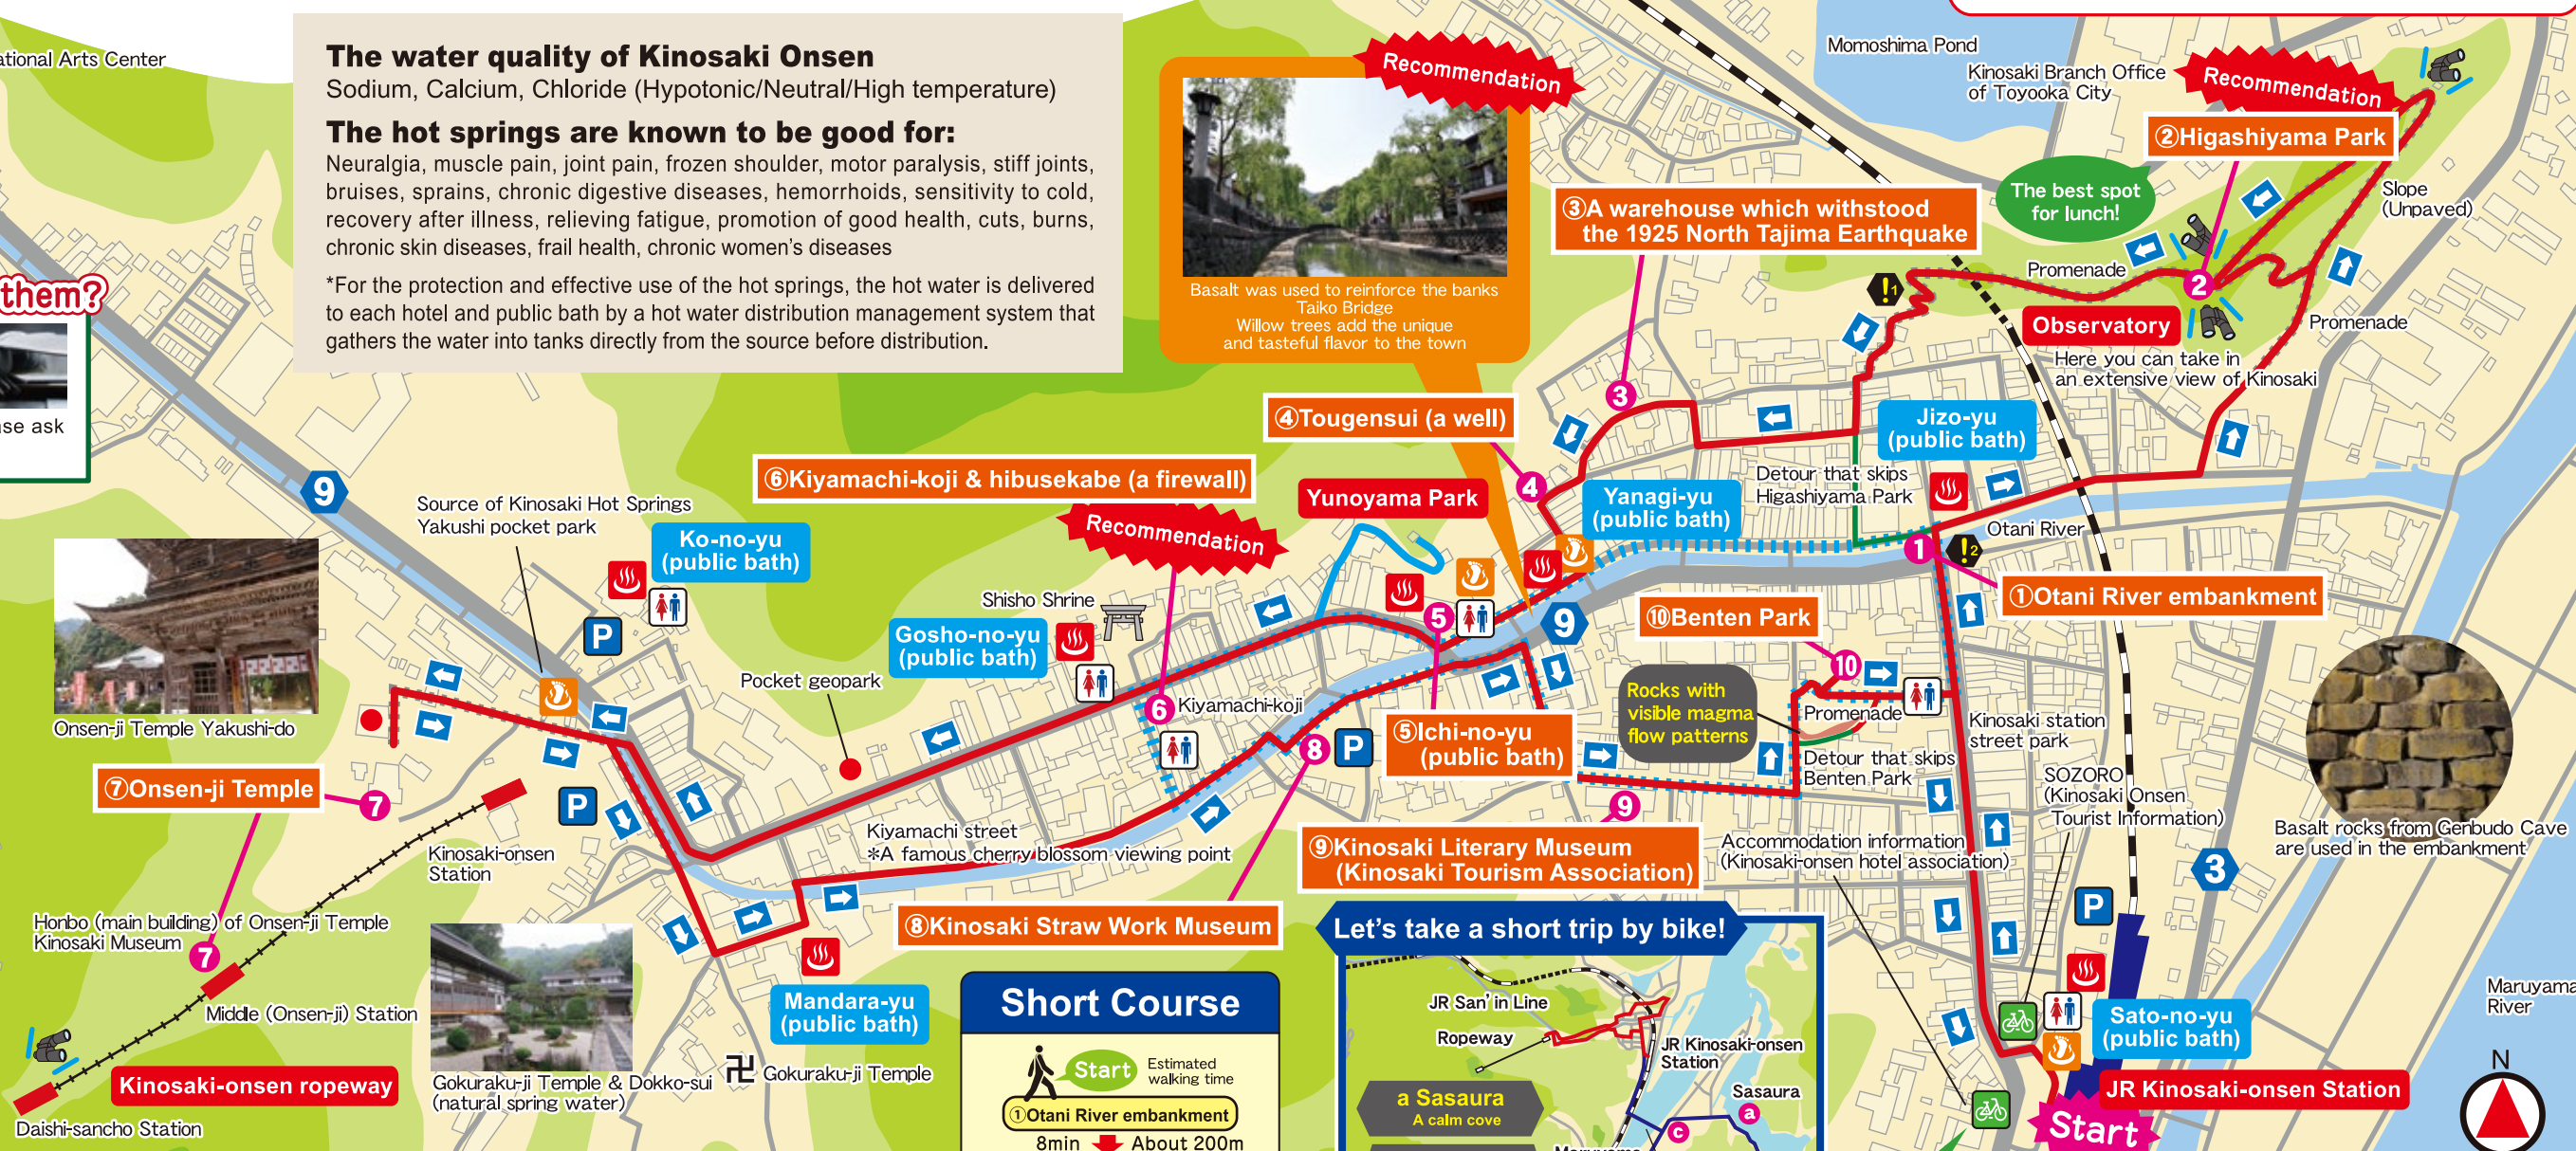 ational Arts Center
The water quality of Kinosaki Onsen
Sodium, Calcium, Chloride (Hypotonic/Neutral/High temperature)
The hot springs are known to be good for:
Neuralgia, muscle pain, joint pain, frozen shoulder, motor paralysis, stiff joints,
bruises, sprains, chronic digestive diseases, hemorrhoids, sensitivity to cold,
recovery after illness, relieving fatigue, promotion of good health, cuts, burns,
chronic skin diseases, frail health, chronic women's diseases
*For the protection and effective use of the hot springs, the hot water is delivered
to each hotel and public bath by a hot water distribution management system that
gathers the water into tanks directly from the source before distribution.
them?
ase ask
Recommendation
Basalt was used to reinforce the banks
Taiko Bridge
Willow trees add the unique
and tasteful flavor to the town
Momoshima Pond
Kinosaki Branch Office
of Toyooka City
Recommendation
②Higashiyama Park
The best spot
for lunch!
Slope
(Unpaved)
③A warehouse which withstood
the 1925 North Tajima Earthquake
Promenade
2
!1
Observatory
Promenade
Here you can take in
an extensive view of Kinosaki
3
④Tougensui (a well)
Jizo-yu
(public bath)
⑥Kiyamachi-koji & hibusekabe (a firewall)
Recommendation
Yunoyama Park
4
Yanagi-yu
(public bath)
Detour that skips
Higashiyama Park
Otani River
1
!2
①Otani River embankment
9
Source of Kinosaki Hot Springs
Yakushi pocket park
Ko-no-yu
(public bath)
P
Shisho Shrine
Gosho-no-yu
(public bath)
5
9
⑩Benten Park
10
Pocket geopark
6
Kiyamachi-koji
Rocks with
visible magma
flow patterns
Promenade
Kinosaki station
street park
Onsen-ji Temple Yakushi-do
8
P
⑤Ichi-no-yu
(public bath)
Detour that skips
Benten Park
SOZORO
(Kinosaki Onsen
Tourist Information)
⑦Onsen-ji Temple
7
P
9
Kiyamachi street
*A famous cherry blossom viewing point
Kinosaki-onsen
Station
⑨Kinosaki Literary Museum
(Kinosaki Tourism Association)
Accommodation information
(Kinosaki-onsen hotel association)
Basalt rocks from Genbudo Cave
are used in the embankment
3
P
Honbo (main building) of Onsen-ji Temple
Kinosaki Museum
7
⑧Kinosaki Straw Work Museum
Let's take a short trip by bike!
Middle (Onsen-ji) Station
Mandara-yu
(public bath)
Short Course
JR San' in Line
Ropeway
JR Kinosaki-onsen
Station
Sato-no-yu
(public bath)
Maruyama
River
Kinosaki-onsen ropeway
Gokuraku-ji Temple & Dokko-sui
(natural spring water)
卍 Gokuraku-ji Temple
Start
Estimated
walking time
①Otani River embankment
8min
About 200m
a Sasaura
A calm cove
Sasaura
a
c
Maruyama
JR Kinosaki-onsen Station
Start
N
Daishi-sancho Station